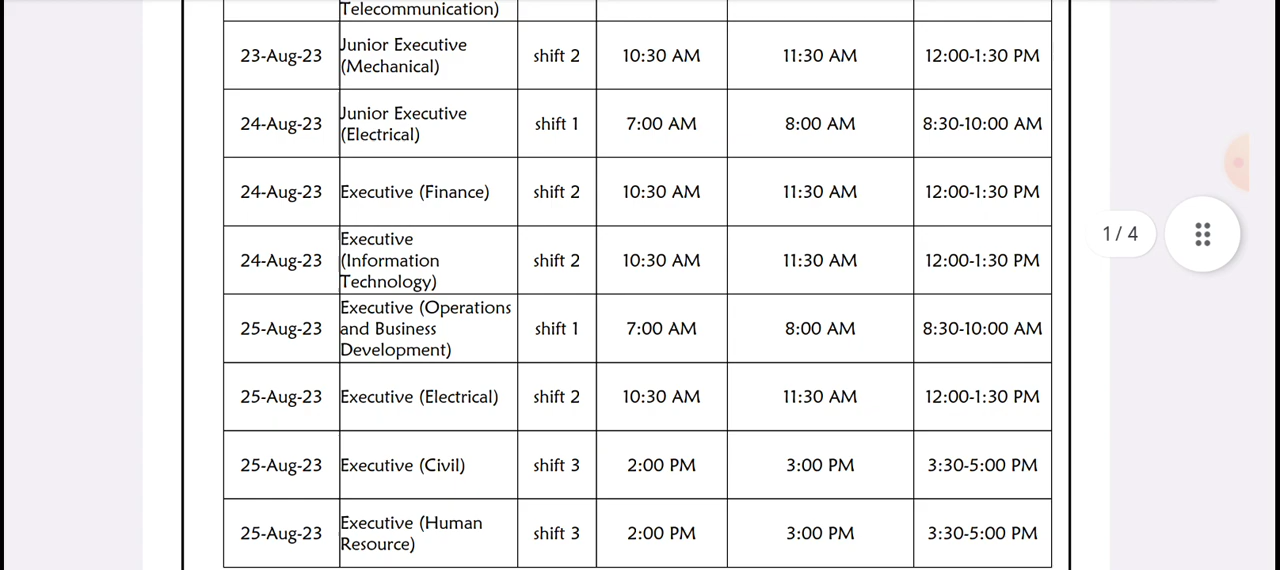 Telecommunication)
23-Aug-23 Junior Executive (Mechanical) shift 2 10:30 AM 11:30 AM 12:00-1:30 PM
24-Aug-23 Junior Executive (Electrical) shift 1 7:00 AM 8:00 AM 8:30-10:00 AM
24-Aug-23 Executive (Finance) shift 2 10:30 AM 11:30 AM 12:00-1:30 PM
24-Aug-23 Executive (Information Technology) shift 2 10:30 AM 11:30 AM 12:00-1:30 PM
25-Aug-23 Executive (Operations and Business Development) shift 1 7:00 AM 8:00 AM 8:30-10:00 AM
25-Aug-23 Executive (Electrical) shift 2 10:30 AM 11:30 AM 12:00-1:30 PM
25-Aug-23 Executive (Civil) shift 3 2:00 PM 3:00 PM 3:30-5:00 PM
25-Aug-23 Executive (Human Resource) shift 3 2:00 PM 3:00 PM 3:30-5:00 PM
1 / 4